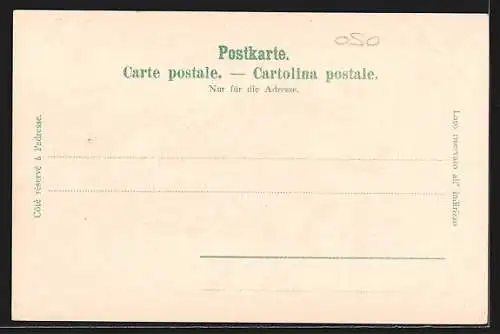 050
Postkarte.
Carte postale. — Cartolina postale.
Nur für die Adresse.
Côté réservé à l'adresse.
Lato riservato all' indirizzo